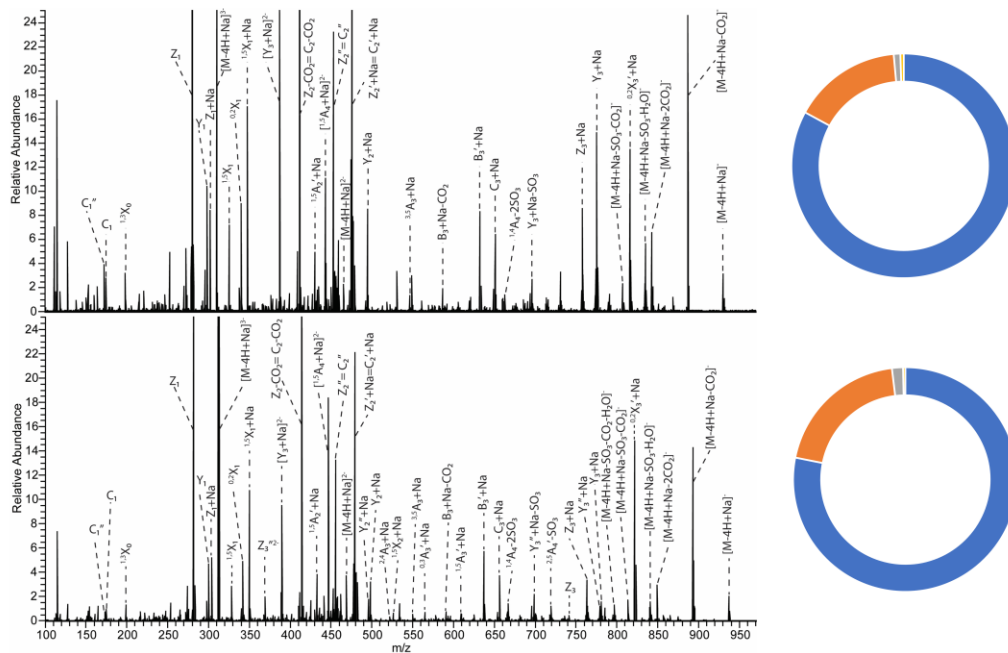 Relative Abundance
24
22
20
18
16
14
12
10
8
6
4
2
0
C₁"
C₁
¹,³X₀
Z₁
Y₁
Z₁+Na
[M-4H+Na]³⁻
¹,⁵X₁
⁰,²X₁
¹,⁵X₁+Na
[Y₃+Na]²⁻
Z₂-CO₂= C₂-CO₂
¹,⁵A₂'+Na
[¹,⁵A₄+Na]²⁻
Z₂"= C₂"
[M-4H+Na]²⁻
Z₂'+Na= C₂'+Na
Y₂+Na
³,⁵A₃+Na
B₃+Na-CO₂
B₃'+Na
C₃+Na
¹,⁴A₄-2SO₃
Y₃+Na-SO₃
Z₃+Na
Y₃+Na
[M-4H+Na-SO₃-CO₂]⁻
⁰,²X₃'+Na
[M-4H+Na-SO₃-H₂O]⁻
[M-4H+Na-2CO₂]⁻
[M-4H+Na-CO₂]⁻
[M-4H+Na]⁻
Relative Abundance
24
22
20
18
16
14
12
10
8
6
4
2
0
C₁"
C₁
¹,³X₀
Z₁
Y₁
Z₁+Na
[M-4H+Na]³⁻
¹,⁵X₁
⁰,²X₁
¹,⁵X₁+Na
Z₃"²⁻
[Y₃+Na]²⁻
Z₂-CO₂= C₂-CO₂
¹,⁵A₂'+Na
[¹,⁵A₄+Na]²⁻
Z₂"= C₂"
[M-4H+Na]²⁻
Z₂'+Na=C₂'+Na
Y₂"+Na
Y₂+Na
²,⁴A₃+Na
¹,⁵X₂+Na
³,⁵A₃+Na
⁰,³A₃'+Na
B₃+Na-CO₂
¹,⁵A₃'+Na
B₃'+Na
C₃+Na
¹,⁴A₄-2SO₃
Y₃"+Na-SO₃
²,⁵A₄'-SO₃
Z₃
Z₃+Na
Y₃"+Na
Y₃+Na
[M-4H+Na-SO₃-CO₂-H₂O]⁻
[M-4H+Na-SO₃-CO₂]⁻
⁰,²X₃'+Na
[M-4H+Na-SO₃-H₂O]⁻
[M-4H+Na-2CO₂]⁻
[M-4H+Na-CO₂]⁻
[M-4H+Na]⁻
100 150 200 250 300 350 400 450 500 550 600 650 700 750 800 850 900 950
m/z